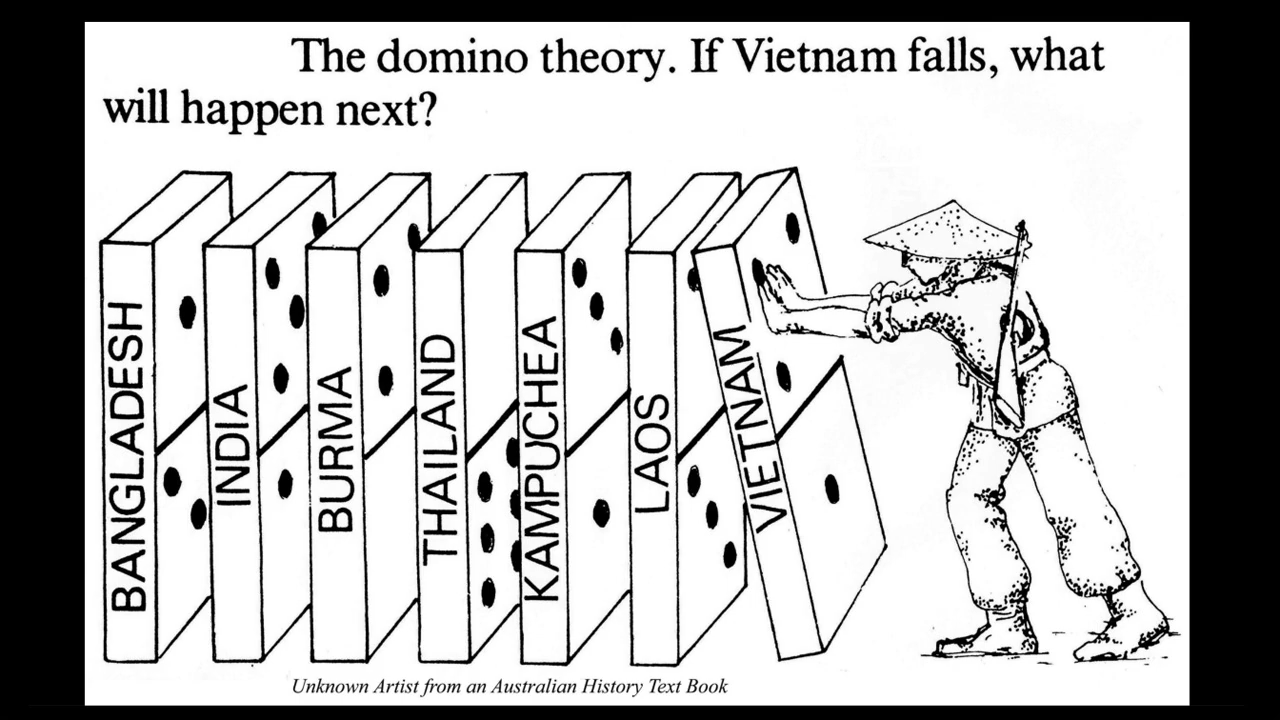 The domino theory. If Vietnam falls, what
will happen next?
BANGLADESH
INDIA
BURMA
THAILAND
KAMPUCHEA
LAOS
VIETNAM
Unknown Artist from an Australian History Text Book